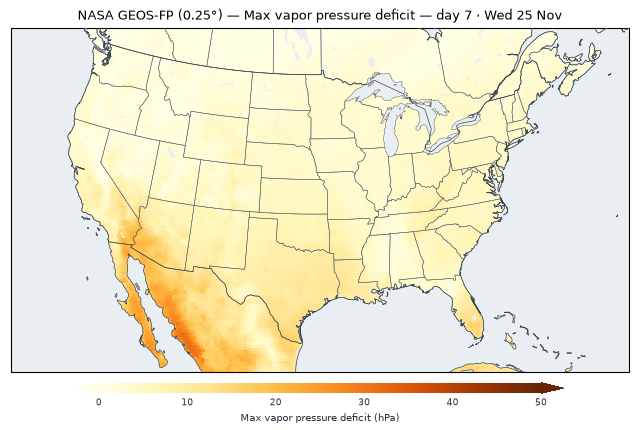 NASA GEOS-FP (0.25°) — Max vapor pressure deficit — day 7 · Wed 25 Nov
0 10 20 30 40 50
Max vapor pressure deficit (hPa)